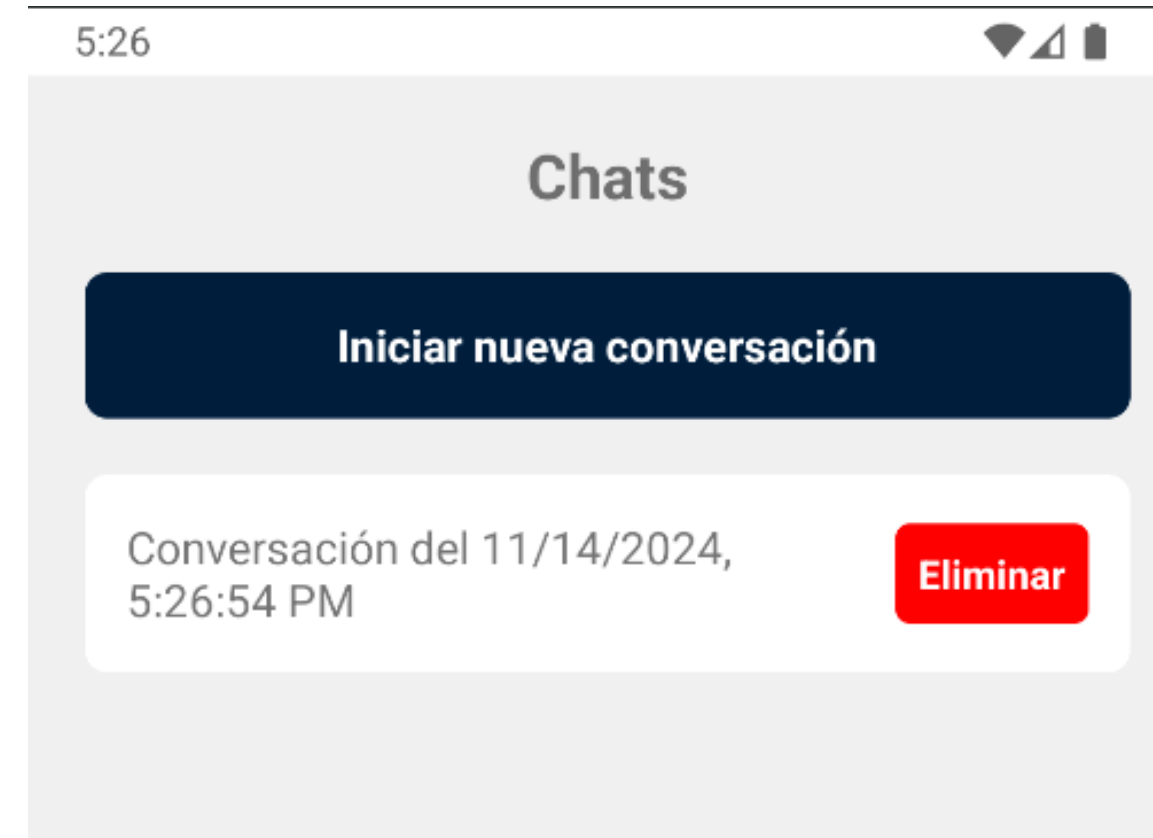 5:26
Chats
Iniciar nueva conversación
Conversación del 11/14/2024,
5:26:54 PM
Eliminar